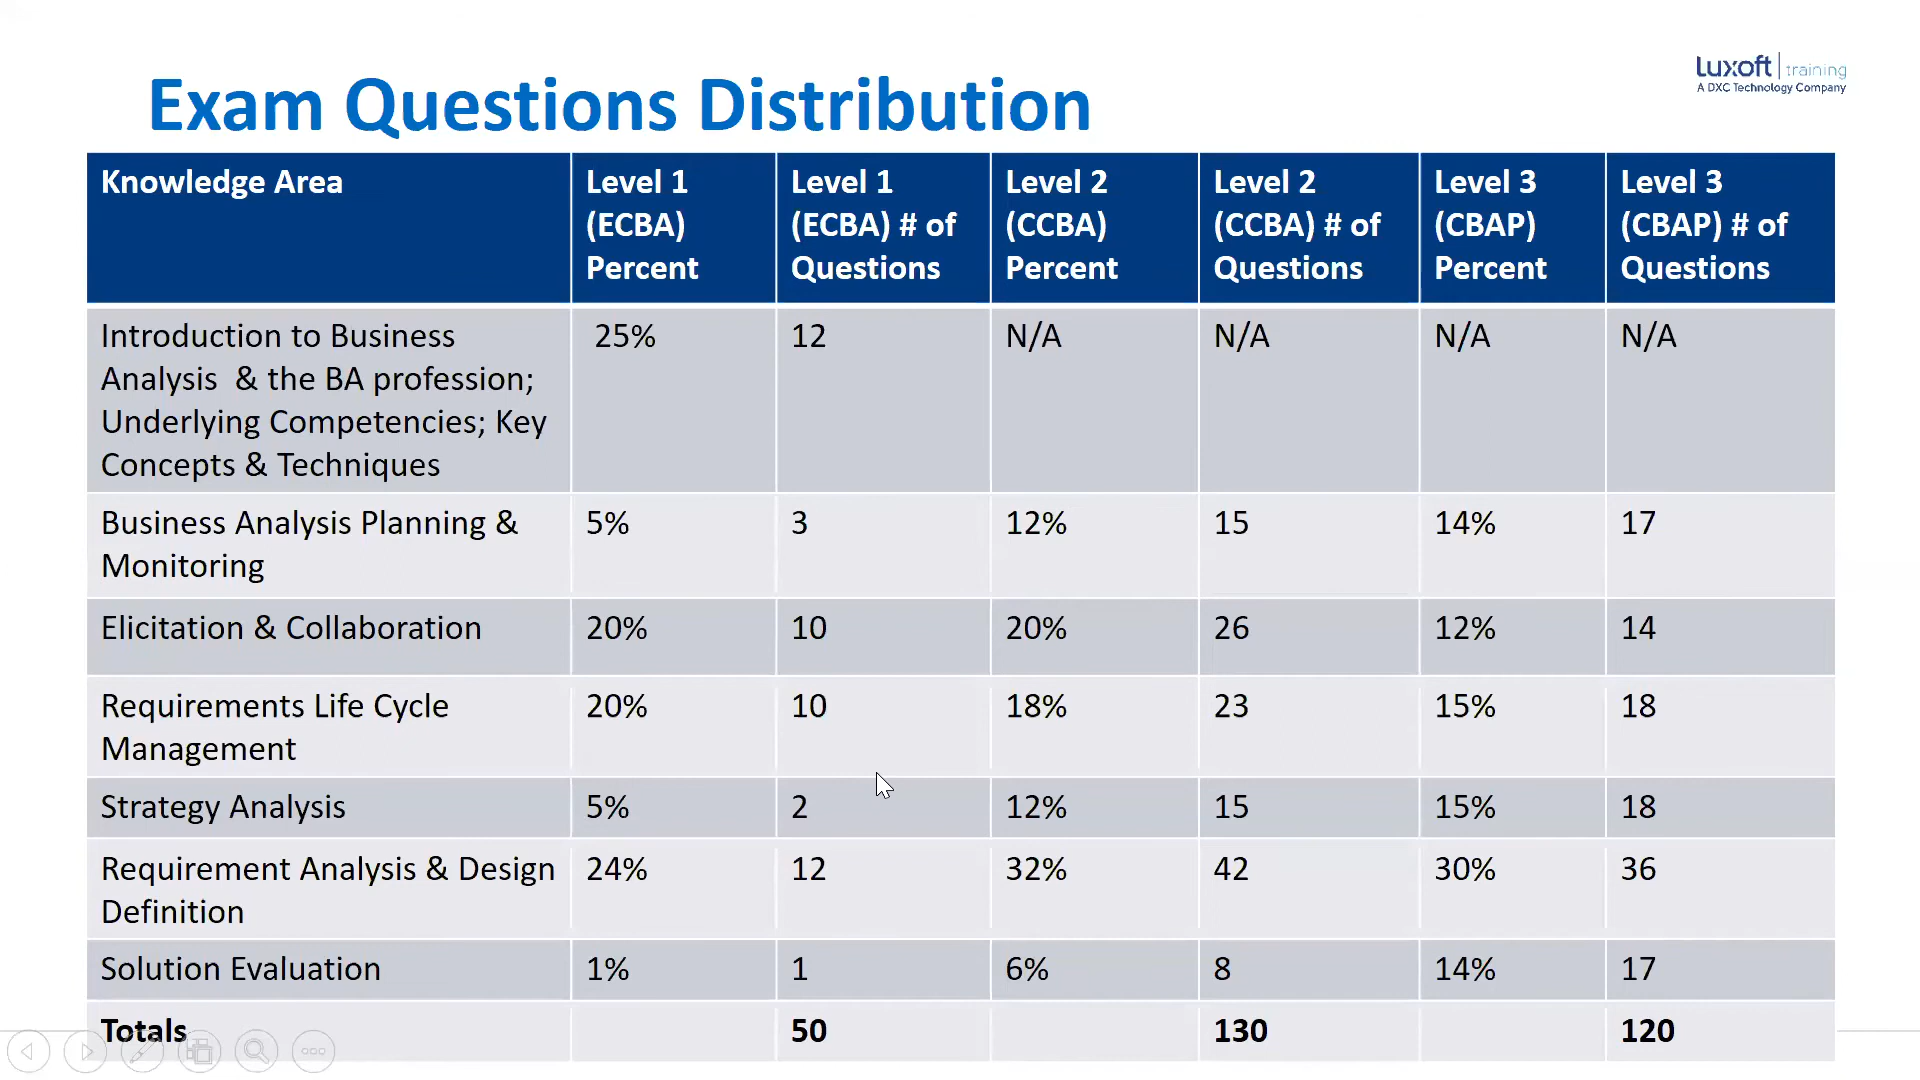 Exam Questions Distribution
luxoft training
A DXC Technology Company
Knowledge Area
Level 1 (ECBA) Percent
Level 1 (ECBA) # of Questions
Level 2 (CCBA) Percent
Level 2 (CCBA) # of Questions
Level 3 (CBAP) Percent
Level 3 (CBAP) # of Questions
Introduction to Business
Analysis & the BA profession;
Underlying Competencies; Key
Concepts & Techniques
25% 12 N/A N/A N/A N/A
Business Analysis Planning &
Monitoring
5% 3 12% 15 14% 17
Elicitation & Collaboration 20% 10 20% 26 12% 14
Requirements Life Cycle
Management
20% 10 18% 23 15% 18
Strategy Analysis 5% 2 12% 15 15% 18
Requirement Analysis & Design
Definition
24% 12 32% 42 30% 36
Solution Evaluation 1% 1 6% 8 14% 17
Totals 50 130 120